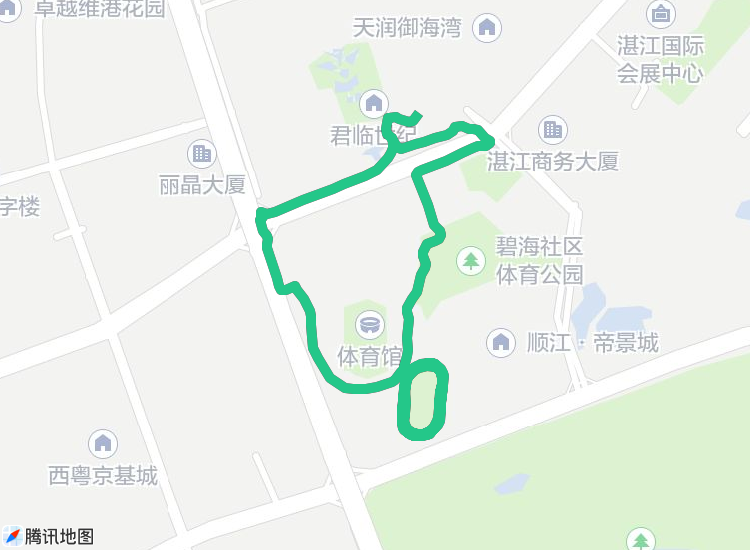 卓越维港花园
天润御海湾
湛江国际
会展中心
君临世纪
湛江商务大厦
丽晶大厦
字楼
碧海社区
体育公园
顺江·帝景城
体育馆
西粤京基城
腾讯地图